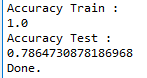 Accuracy Train :
1.0
Accuracy Test :
0.7864730878186968
Done.